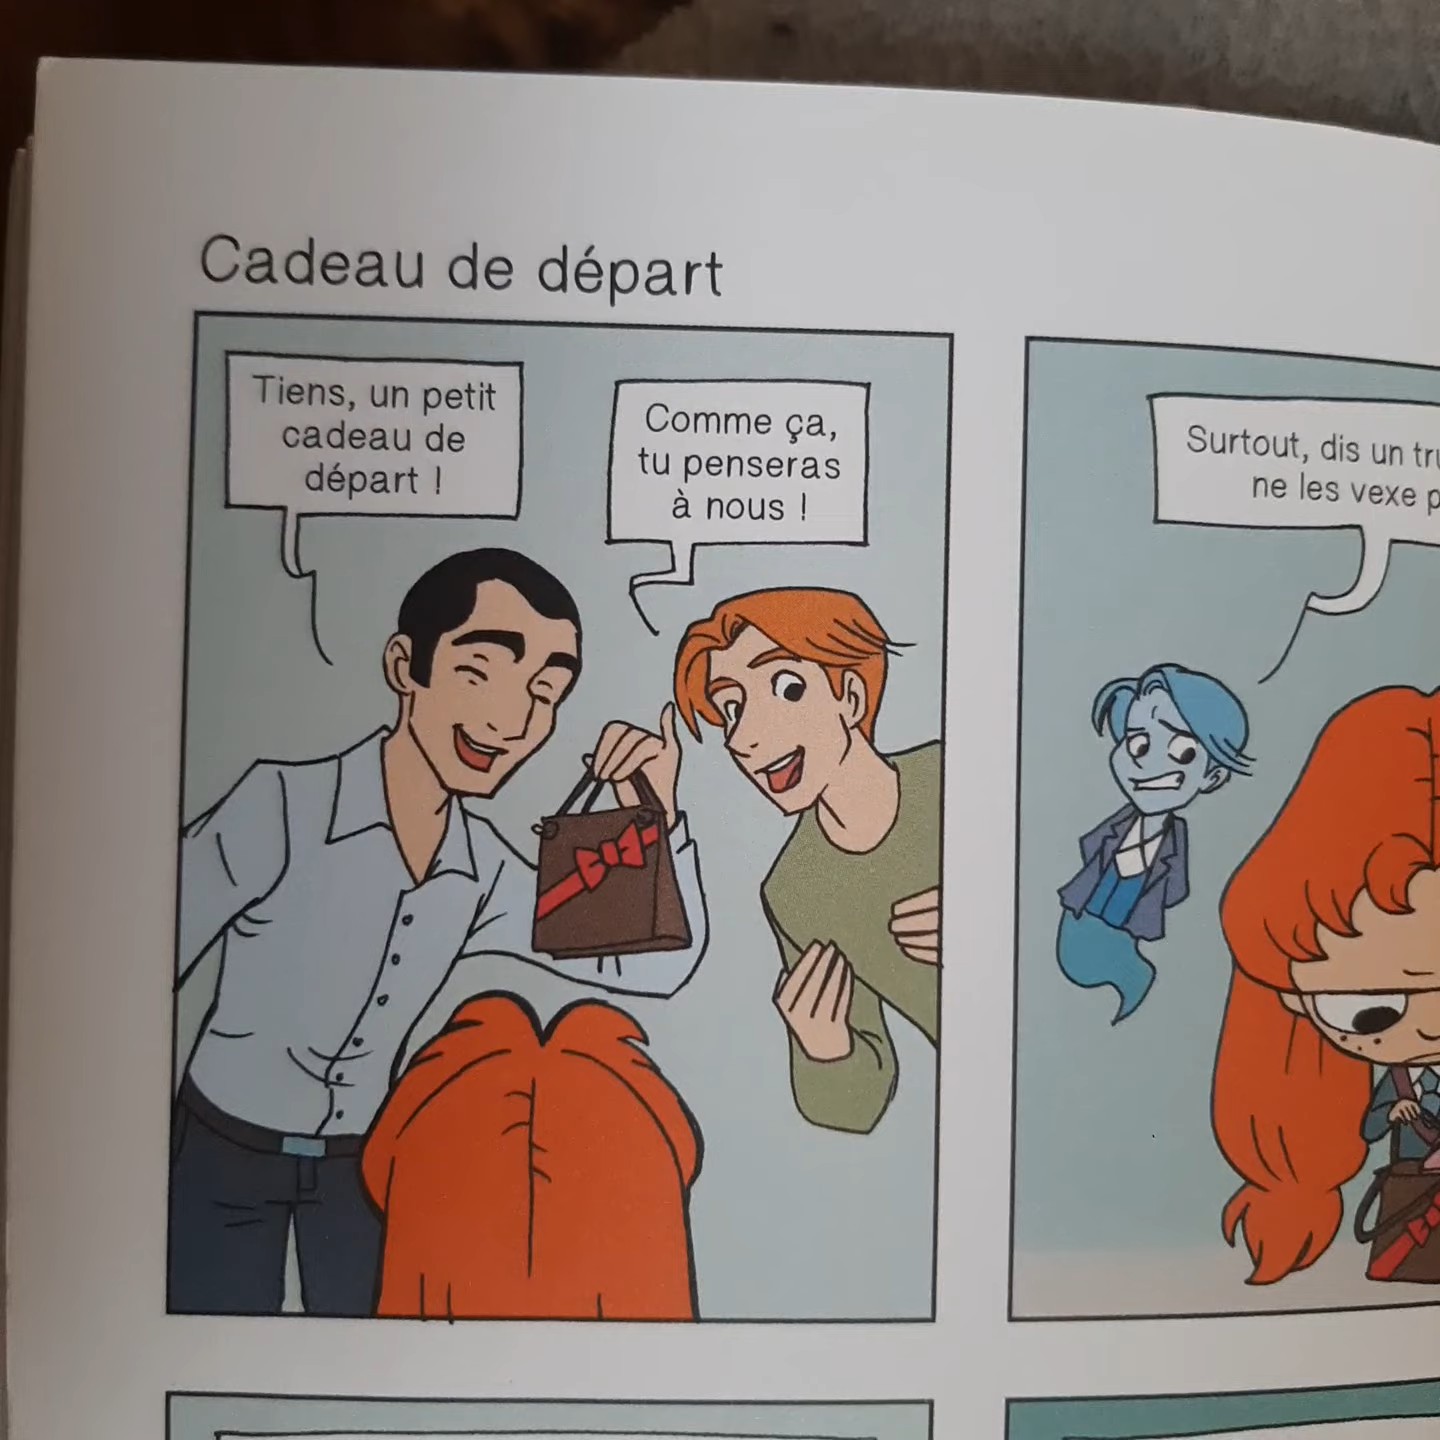 Cadeau de départ
Tiens, un petit
cadeau de
départ !
Comme ça,
tu penseras
à nous !
Surtout, dis un
ne les vexe